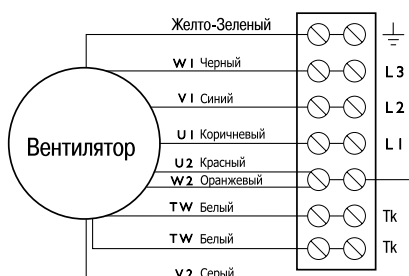 Желто-Зеленый
W1 Черный L3
V1 Синий L2
U1 Коричневый L1
Вентилятор
U2 Красный
W2 Оранжевый
TW Белый Tk
TW Белый Tk
V2 Серый